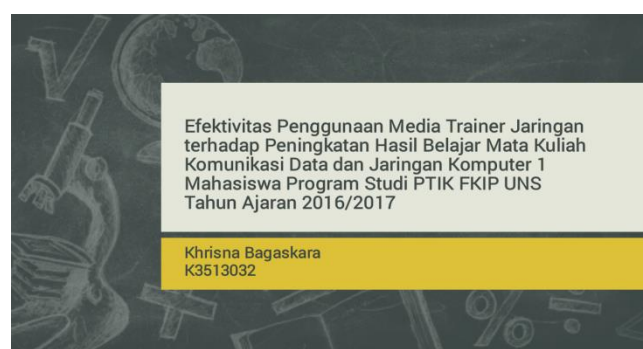 Efektivitas Penggunaan Media Trainer Jaringan
terhadap Peningkatan Hasil Belajar Mata Kuliah
Komunikasi Data dan Jaringan Komputer 1
Mahasiswa Program Studi PTIK FKIP UNS
Tahun Ajaran 2016/2017
Khrisna Bagaskara
K3513032